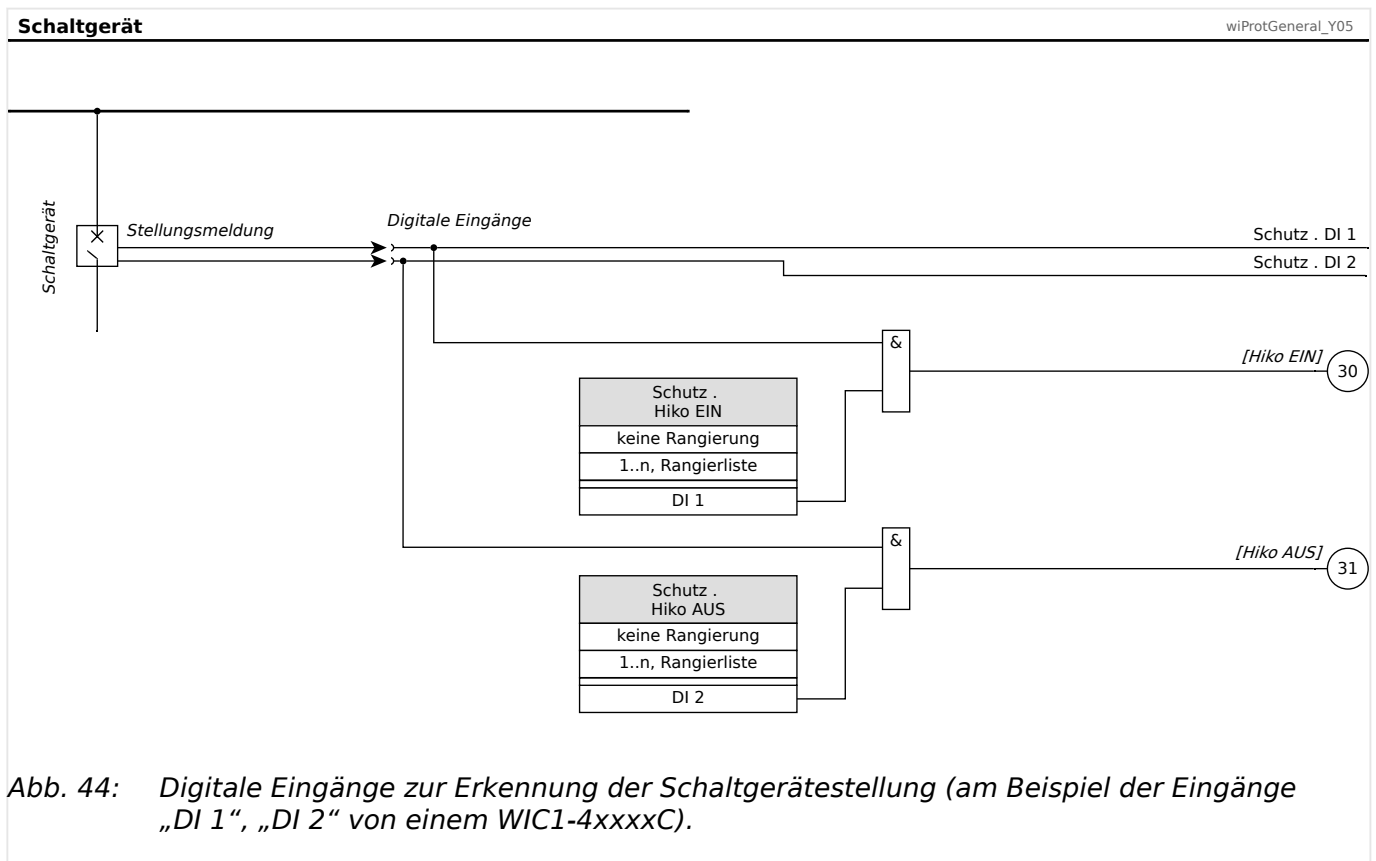 Schaltgerät
wiProtGeneral_Y05
Schaltgerät
Stellungsmeldung
Digitale Eingänge
Schutz . DI 1
Schutz . DI 2
&
[Hiko EIN]
30
Schutz .
Hiko EIN
keine Rangierung
1..n, Rangierliste
DI 1
&
[Hiko AUS]
31
Schutz .
Hiko AUS
keine Rangierung
1..n, Rangierliste
DI 2
Abb. 44: Digitale Eingänge zur Erkennung der Schaltgerätestellung (am Beispiel der Eingänge
„DI 1“, „DI 2“ von einem WIC1-4xxxxC).